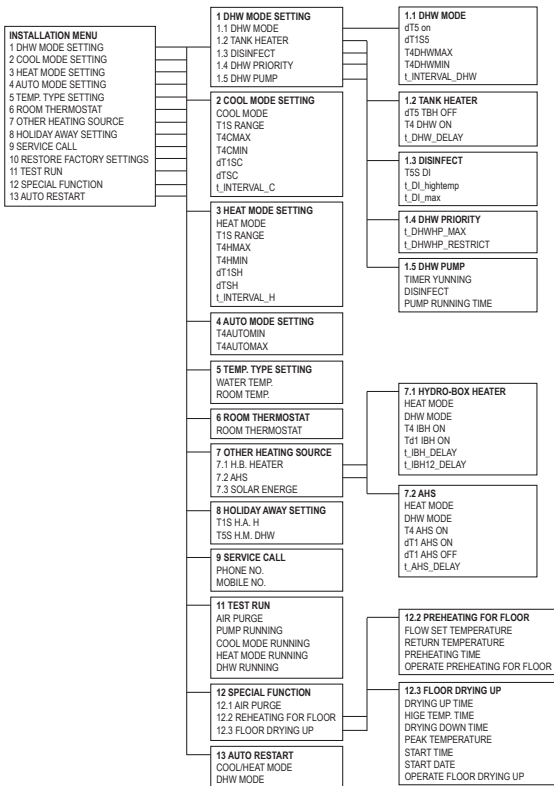 INSTALLATION MENU
1 DHW MODE SETTING
2 COOL MODE SETTING
3 HEAT MODE SETTING
4 AUTO MODE SETTING
5 TEMP. TYPE SETTING
6 ROOM THERMOSTAT
7 OTHER HEATING SOURCE
8 HOLIDAY AWAY SETTING
9 SERVICE CALL
10 RESTORE FACTORY SETTINGS
11 TEST RUN
12 SPECIAL FUNCTION
13 AUTO RESTART
1 DHW MODE SETTING
1.1 DHW MODE
1.2 TANK HEATER
1.3 DISINFECT
1.4 DHW PRIORITY
1.5 DHW PUMP
2 COOL MODE SETTING
COOL MODE
T1S RANGE
T4CMAX
T4CMIN
dT1SC
dTSC
t_INTERVAL_C
3 HEAT MODE SETTING
HEAT MODE
T1S RANGE
T4HMAX
T4HMIN
dT1SH
dTSH
t_INTERVAL_H
4 AUTO MODE SETTING
T4AUTOMIN
T4AUTOMAX
5 TEMP. TYPE SETTING
WATER TEMP.
ROOM TEMP.
6 ROOM THERMOSTAT
ROOM THERMOSTAT
7 OTHER HEATING SOURCE
7.1 H.B. HEATER
7.2 AHS
7.3 SOLAR ENERGE
8 HOLIDAY AWAY SETTING
T1S H.A. H
T5S H.M. DHW
9 SERVICE CALL
PHONE NO.
MOBILE NO.
11 TEST RUN
AIR PURGE
PUMP RUNNING
COOL MODE RUNNING
HEAT MODE RUNNING
DHW RUNNING
12 SPECIAL FUNCTION
12.1 AIR PURGE
12.2 REHEATING FOR FLOOR
12.3 FLOOR DRYING UP
13 AUTO RESTART
COOL/HEAT MODE
DHW MODE
1.1 DHW MODE
dT5 on
dT1S5
T4DHWMAX
T4DHWMIN
t_INTERVAL_DHW
1.2 TANK HEATER
dT5 TBH OFF
T4 DHW ON
t_DHW_DELAY
1.3 DISINFECT
T5S DI
t_DI_hightemp
t_DI_max
1.4 DHW PRIORITY
t_DHWHP_MAX
t_DHWHP_RESTRICT
1.5 DHW PUMP
TIMER YUNNING
DISINFECT
PUMP RUNNING TIME
7.1 HYDRO-BOX HEATER
HEAT MODE
DHW MODE
T4 IBH ON
Td1 IBH ON
t_IBH_DELAY
t_IBH12_DELAY
7.2 AHS
HEAT MODE
DHW MODE
T4 AHS ON
dT1 AHS ON
dT1 AHS OFF
t_AHS_DELAY
12.2 PREHEATING FOR FLOOR
FLOW SET TEMPERATURE
RETURN TEMPERATURE
PREHEATING TIME
OPERATE PREHEATING FOR FLOOR
12.3 FLOOR DRYING UP
DRYING UP TIME
HIGE TEMP. TIME
DRYING DOWN TIME
PEAK TEMPERATURE
START TIME
START DATE
OPERATE FLOOR DRYING UP